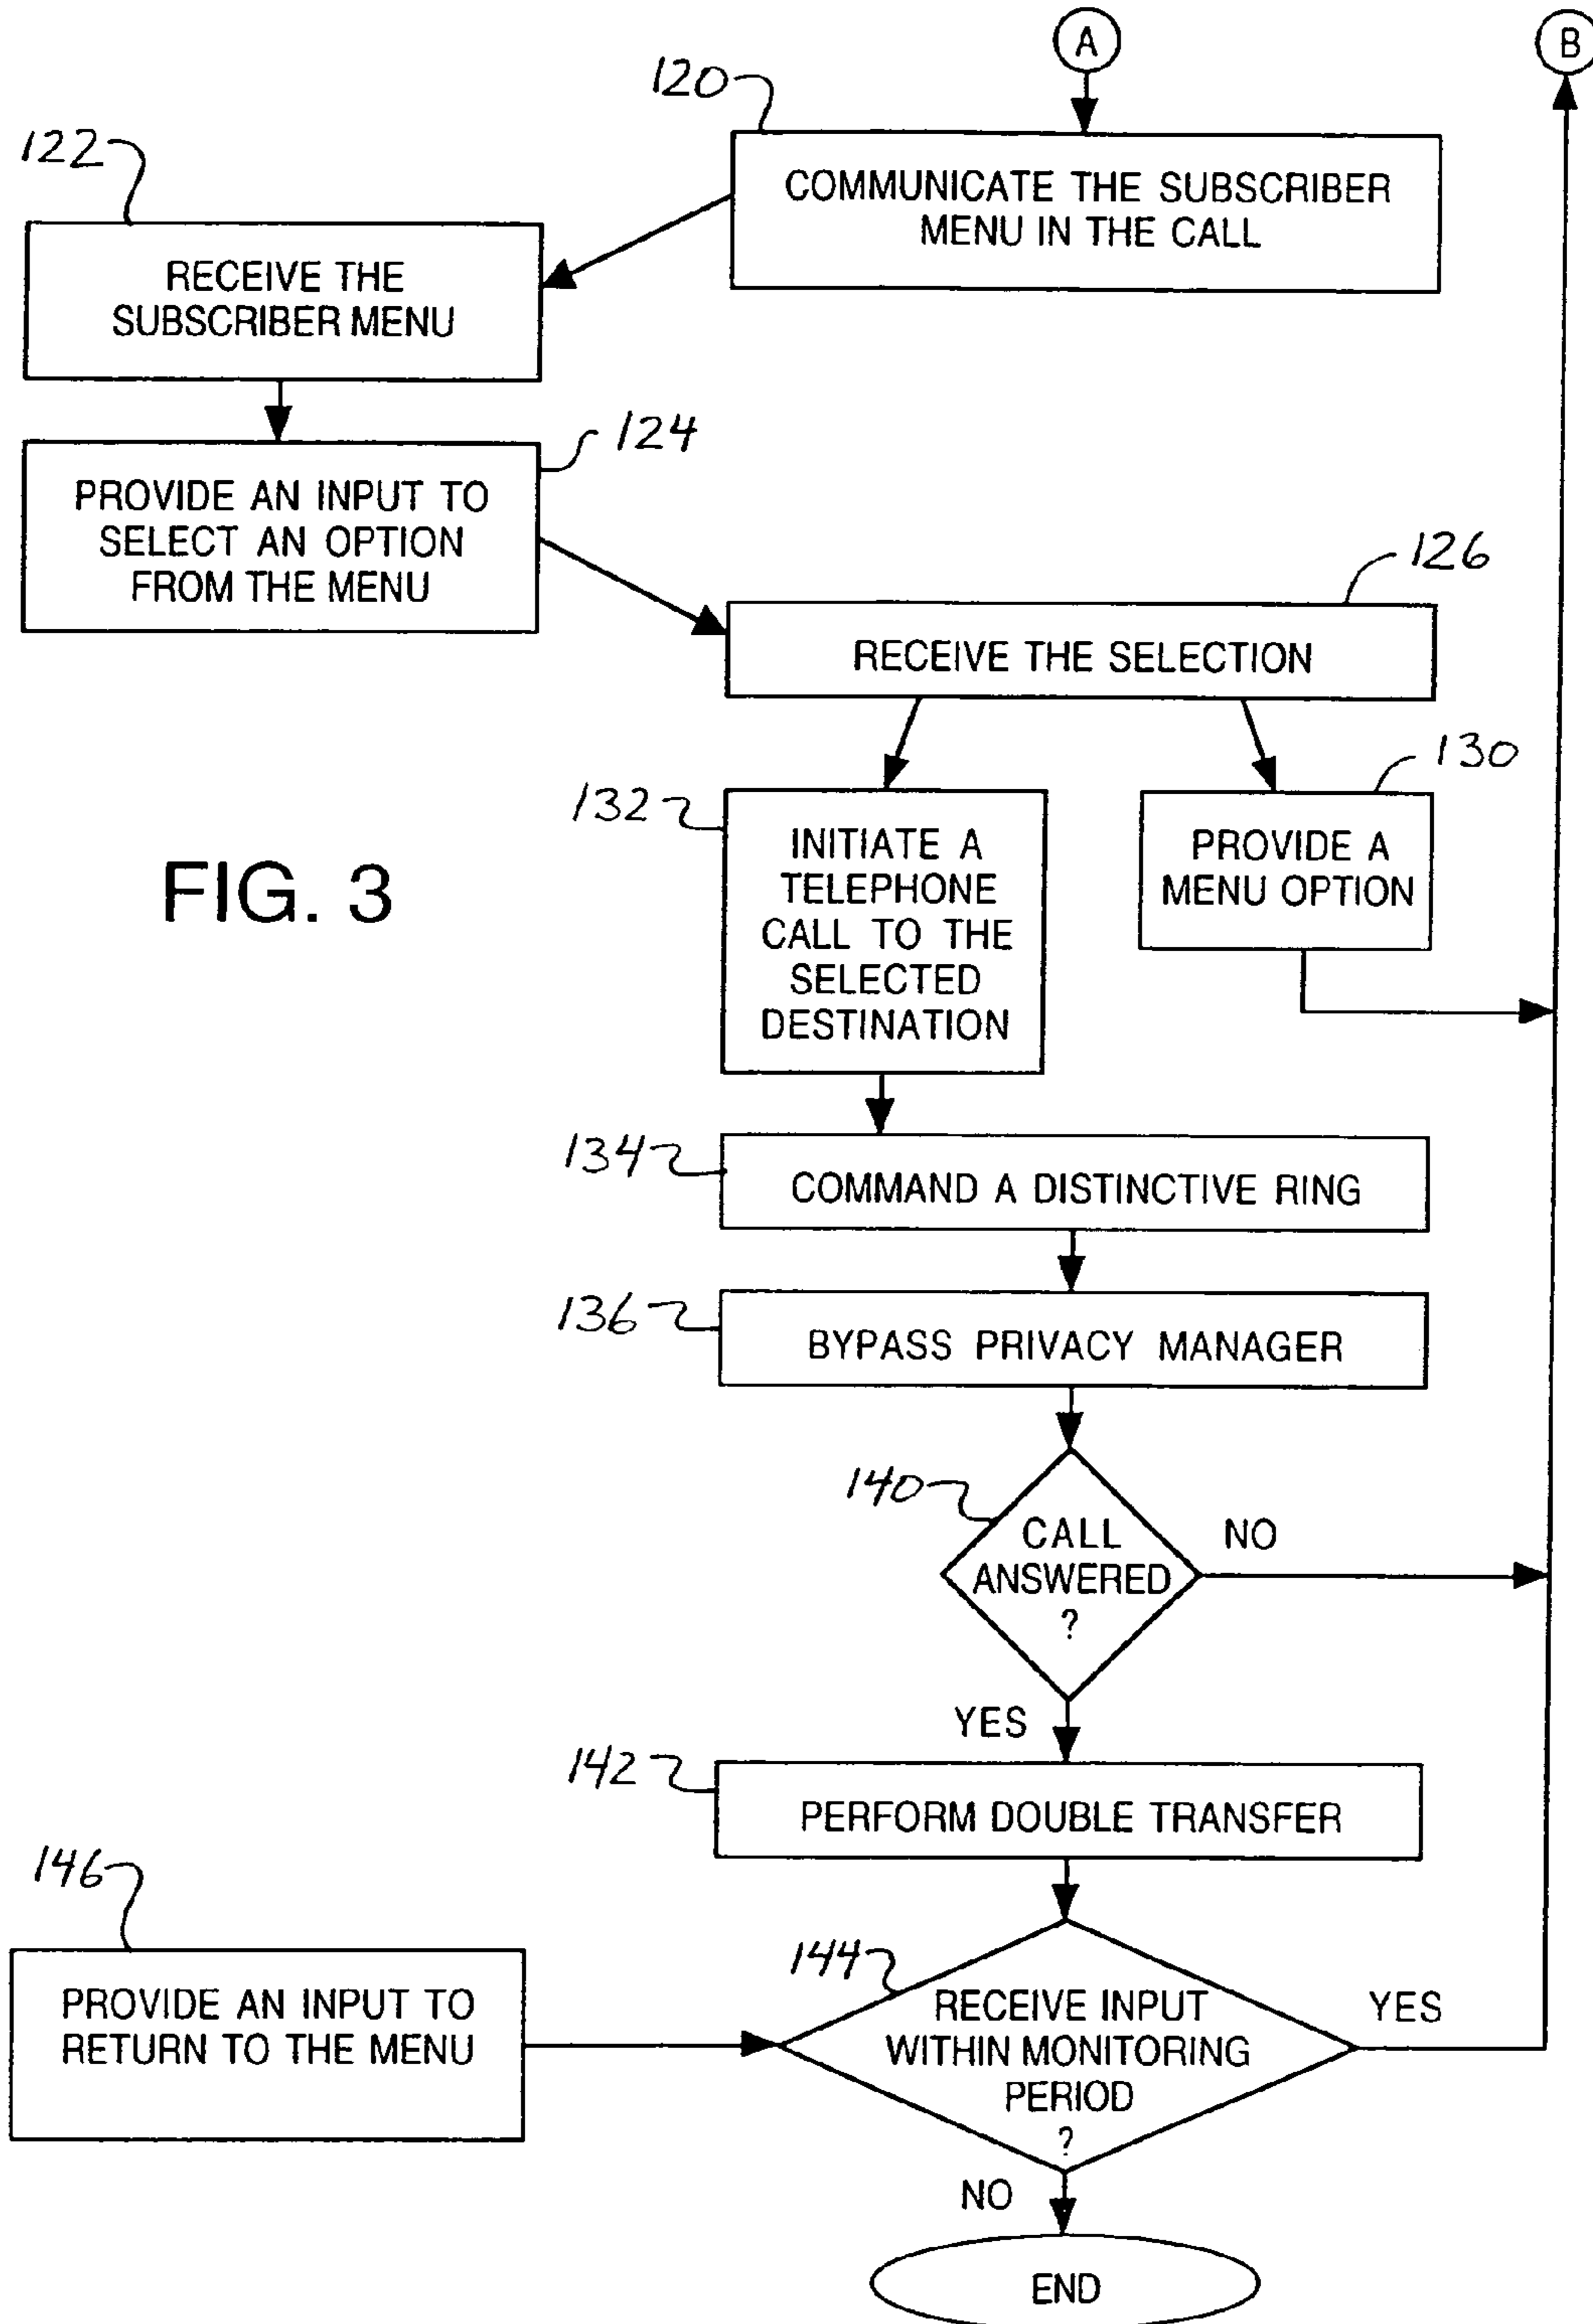 A
B
120
COMMUNICATE THE SUBSCRIBER
MENU IN THE CALL
122
RECEIVE THE
SUBSCRIBER MENU
124
PROVIDE AN INPUT TO
SELECT AN OPTION
FROM THE MENU
126
RECEIVE THE SELECTION
132
INITIATE A
TELEPHONE
CALL TO THE
SELECTED
DESTINATION
130
PROVIDE A
MENU OPTION
FIG. 3
134
COMMAND A DISTINCTIVE RING
136
BYPASS PRIVACY MANAGER
140
CALL
ANSWERED
?
NO
YES
142
PERFORM DOUBLE TRANSFER
146
PROVIDE AN INPUT TO
RETURN TO THE MENU
144
RECEIVE INPUT
WITHIN MONITORING
PERIOD
?
YES
NO
END